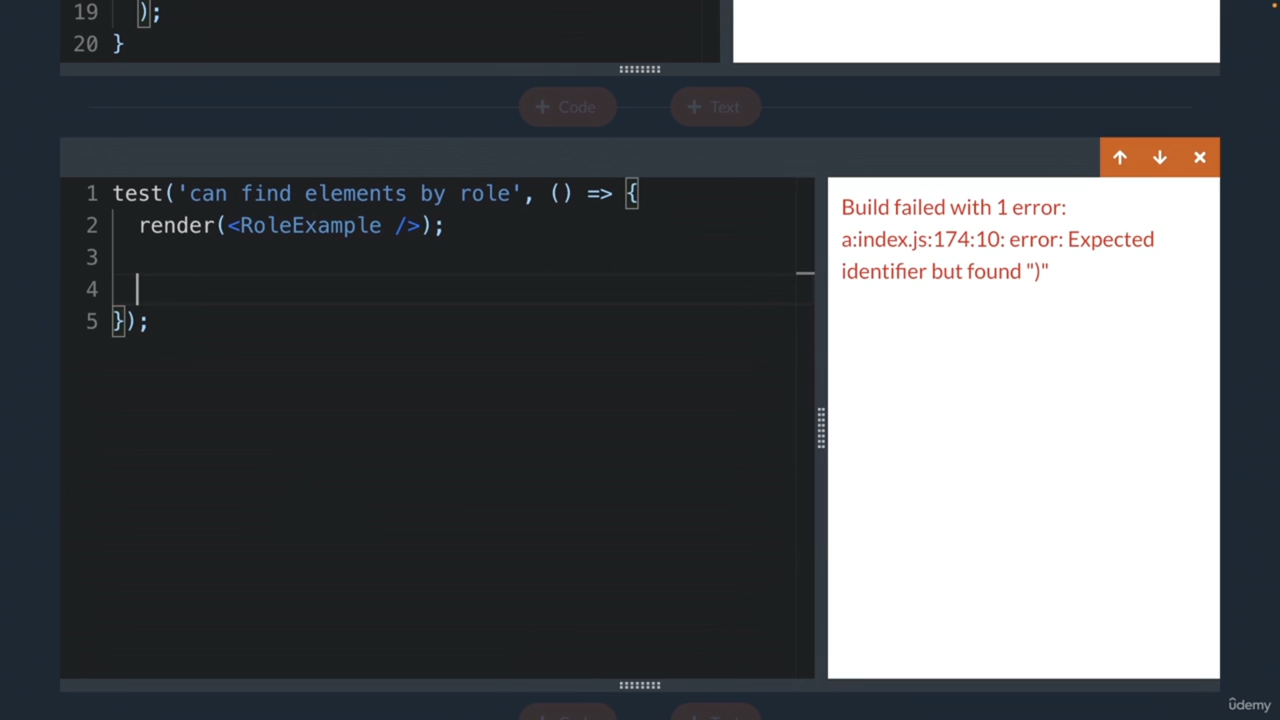 19 );
20 }
+ Code + Text
1 test('can find elements by role', () => {
2 render(<RoleExample />);
3
4
5 });
Build failed with 1 error:
a:index.js:174:10: error: Expected
identifier but found ")"
ûdemy